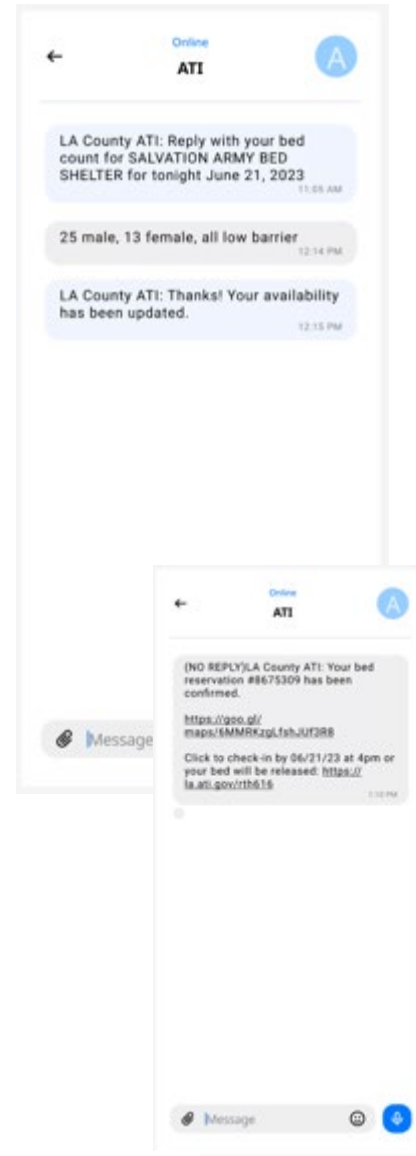 Online
ATI
A
LA County ATI: Reply with your bed
count for SALVATION ARMY BED
SHELTER for tonight June 21, 2023
11:05 AM
25 male, 13 female, all low barrier
12:14 PM
LA County ATI: Thanks! Your availability
has been updated.
12:15 PM
Message
Online
ATI
A
(NO REPLY)LA County ATI: Your bed
reservation #8675309 has been
confirmed.
https://goo.gl/
maps/6MMRKzgLfshJUf3R8
Click to check-in by 06/21/23 at 4pm or
your bed will be released: https://
la.ati.gov/rth616
Message